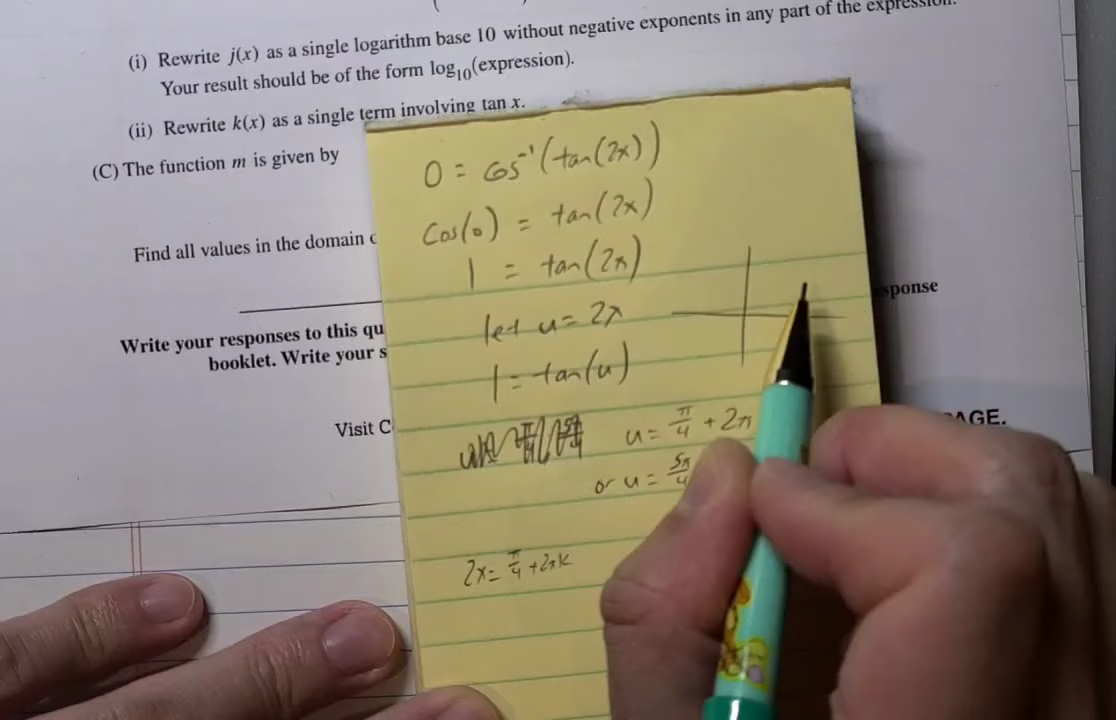 (i) Rewrite j(x) as a single logarithm base 10 without negative exponents in any part of the expression.
Your result should be of the form log₁₀(expression).
(ii) Rewrite k(x) as a single term involving tan x.
(C) The function m is given by
Find all values in the domain
Write your responses to this
booklet. Write your
sponse
Visit
AGE.
0 = cos⁻¹(tan(2x))
cos(0) = tan(2x)
1 = tan(2x)
let u = 2x
1 = tan(u)
u = π/4 + 2π
or u = 5π/4
2x = π/4 + 2πk